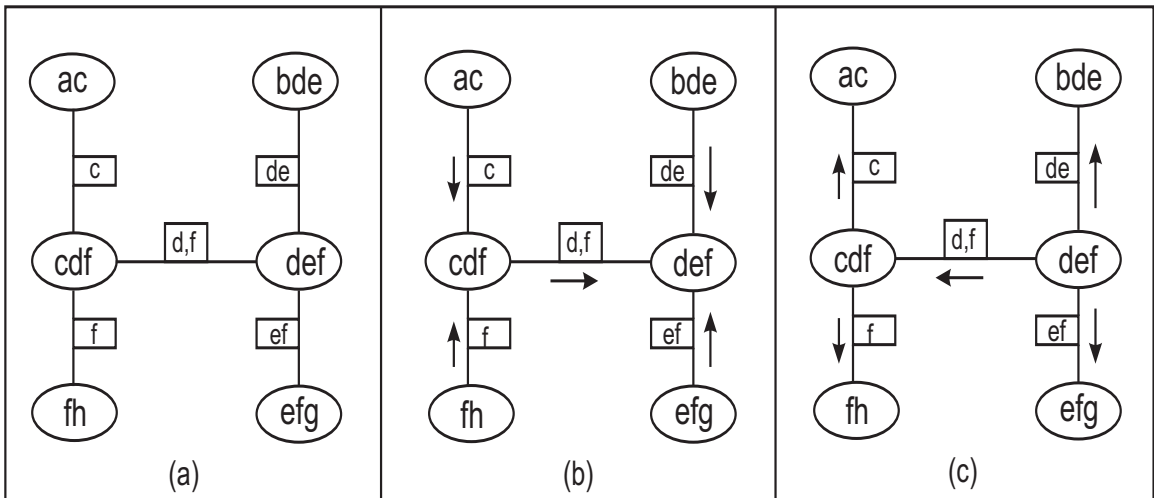 ac bde
c de
d,f
cdf def
f ef
fh efg
(a)
ac bde
c de
d,f
cdf def
f ef
fh efg
(b)
ac bde
c de
d,f
cdf def
f ef
fh efg
(c)